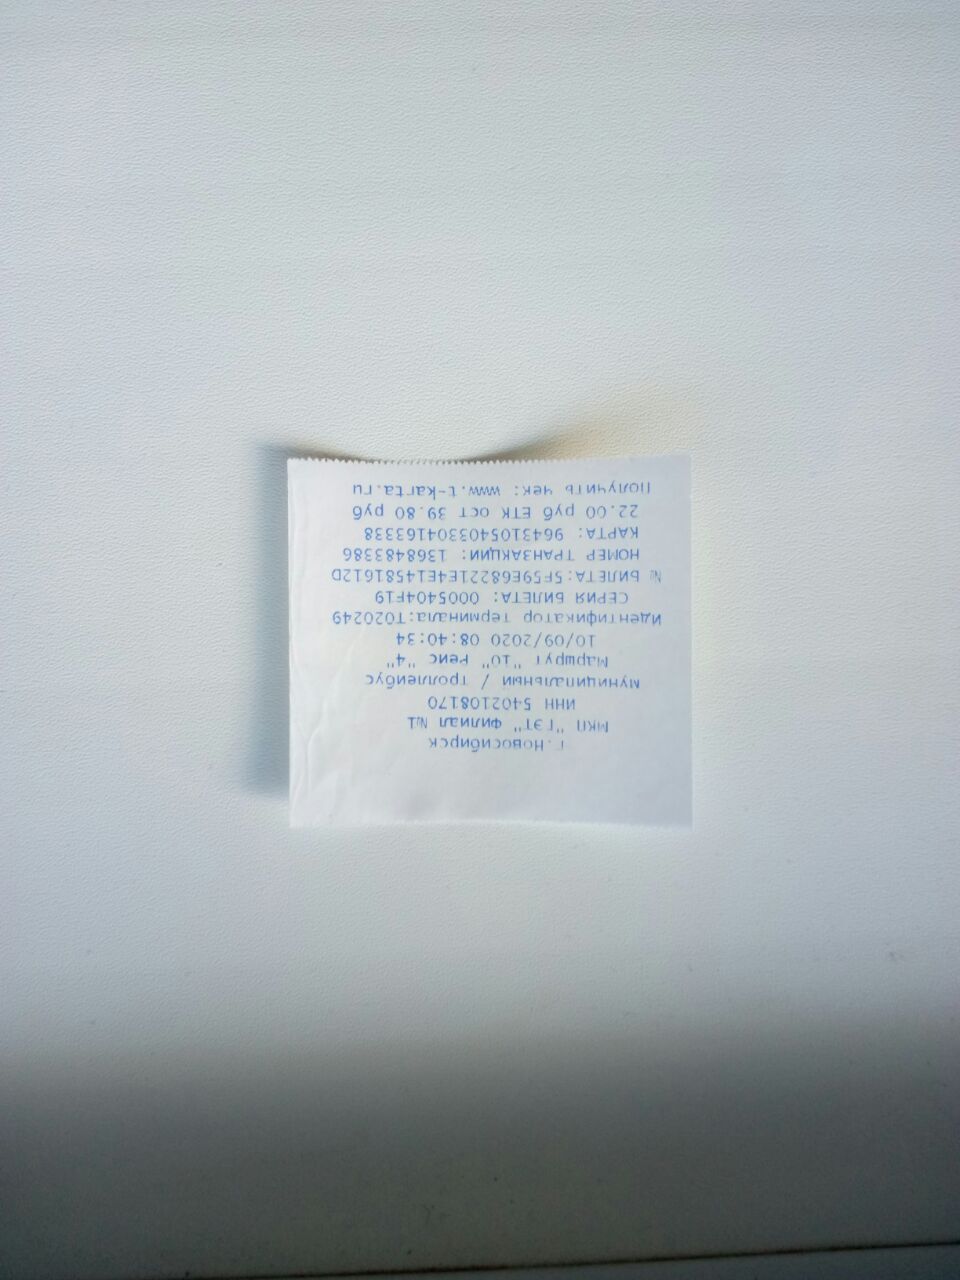 г.Новосибирск
МКП "ГЭТ" Филиал №1
ИНН 5402108170
муниципальный / троллейбус
Маршрут "10" Рейс "4"
10/09/2020 08:40:34
Идентификатор терминала:T020249
СЕРИЯ БИЛЕТА: 0005404F19
№ БИЛЕТА:5F59E68221E4E14581612D
НОМЕР ТРАНЗАКЦИИ: 1368483386
КАРТА: 9643105403304163338
22.00 руб ЕТК ост 39.80 руб
Получить чек: www.t-karta.ru